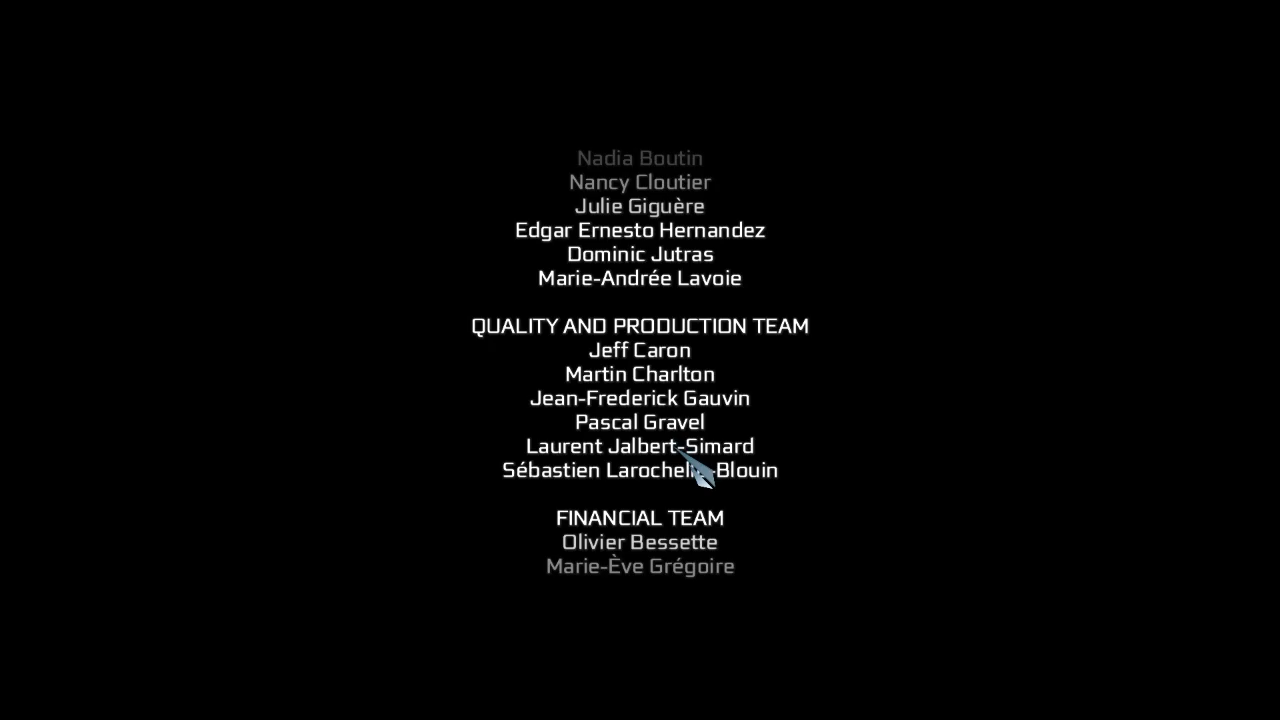 Nadia Boutin
Nancy Cloutier
Julie Giguère
Edgar Ernesto Hernandez
Dominic Jutras
Marie-Andrée Lavoie
QUALITY AND PRODUCTION TEAM
Jeff Caron
Martin Charlton
Jean-Frederick Gauvin
Pascal Gravel
Laurent Jalbert-Simard
Sébastien Larochelle-Blouin
FINANCIAL TEAM
Olivier Bessette
Marie-Ève Grégoire